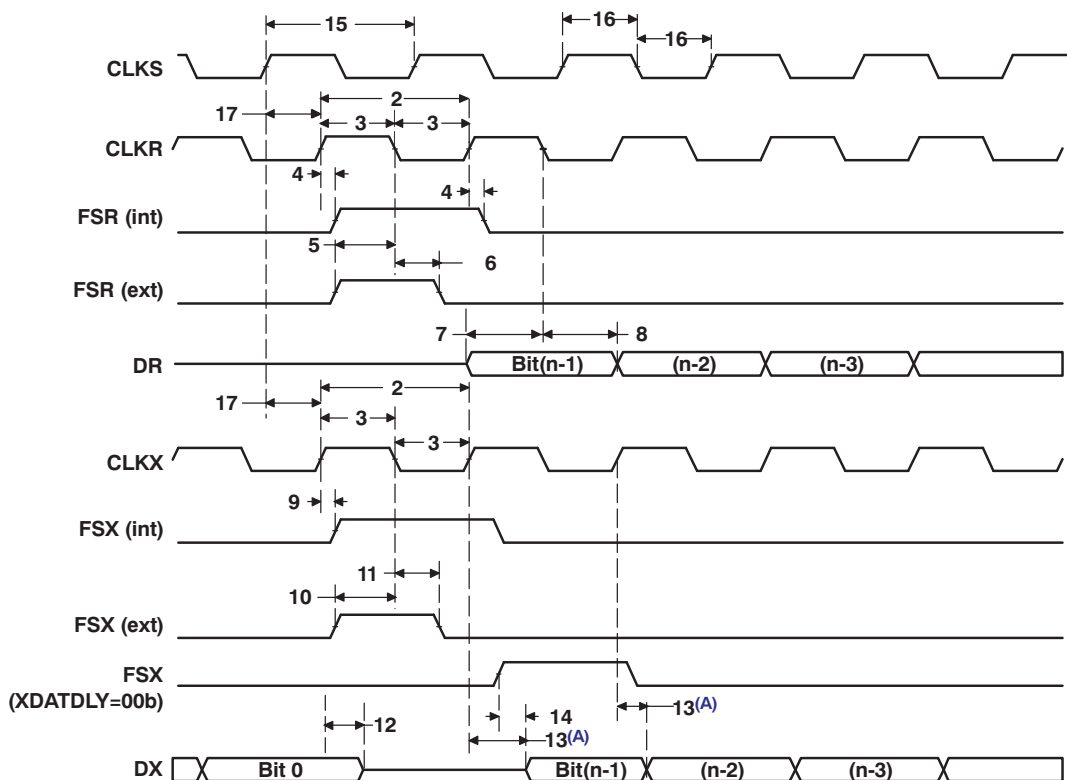 15
16
16
CLKS
17
2
3
3
CLKR
4
4
FSR (int)
5
6
FSR (ext)
7
8
DR
Bit(n-1)
(n-2)
(n-3)
2
17
3
3
CLKX
9
FSX (int)
11
10
FSX (ext)
FSX
(XDATDLY=00b)
12
14
13(A)
13(A)
DX
Bit 0
Bit(n-1)
(n-2)
(n-3)